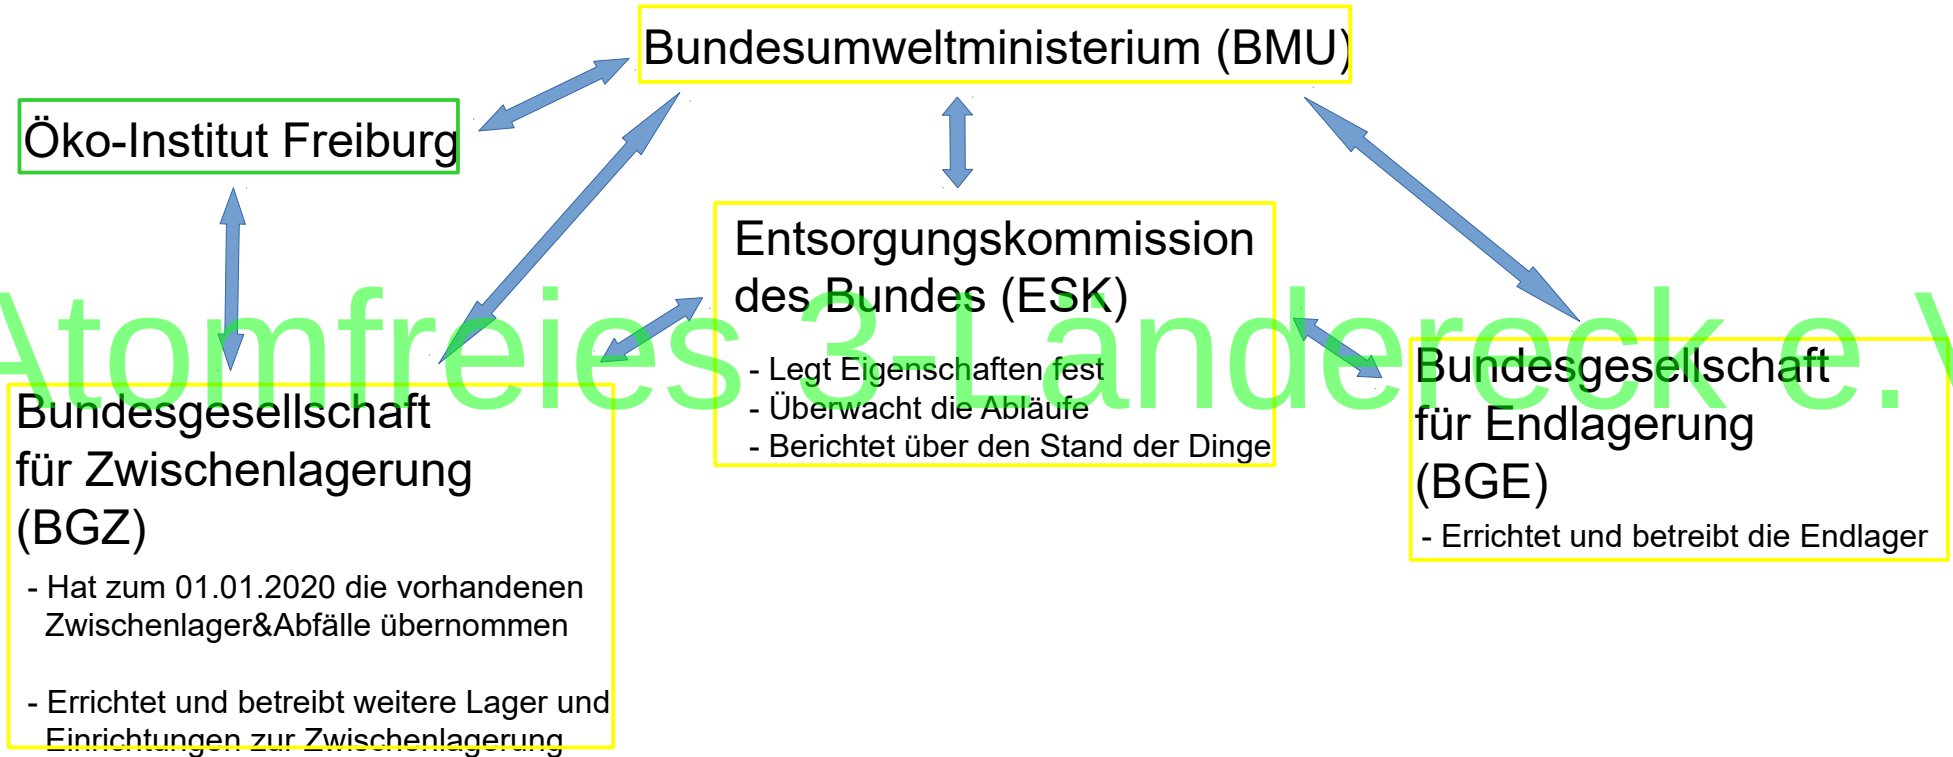 Bundesumweltministerium (BMU)
Öko-Institut Freiburg
Entsorgungskommission
des Bundes (ESK)
- Legt Eigenschaften fest
- Überwacht die Abläufe
- Berichtet über den Stand der Dinge
Bundesgesellschaft
für Endlagerung
(BGE)
- Errichtet und betreibt die Endlager
Bundesgesellschaft
für Zwischenlagerung
(BGZ)
- Hat zum 01.01.2020 die vorhandenen
Zwischenlager&Abfälle übernommen
- Errichtet und betreibt weitere Lager und
Einrichtungen zur Zwischenlagerung
Atomfreies 3-Ländereck e.V